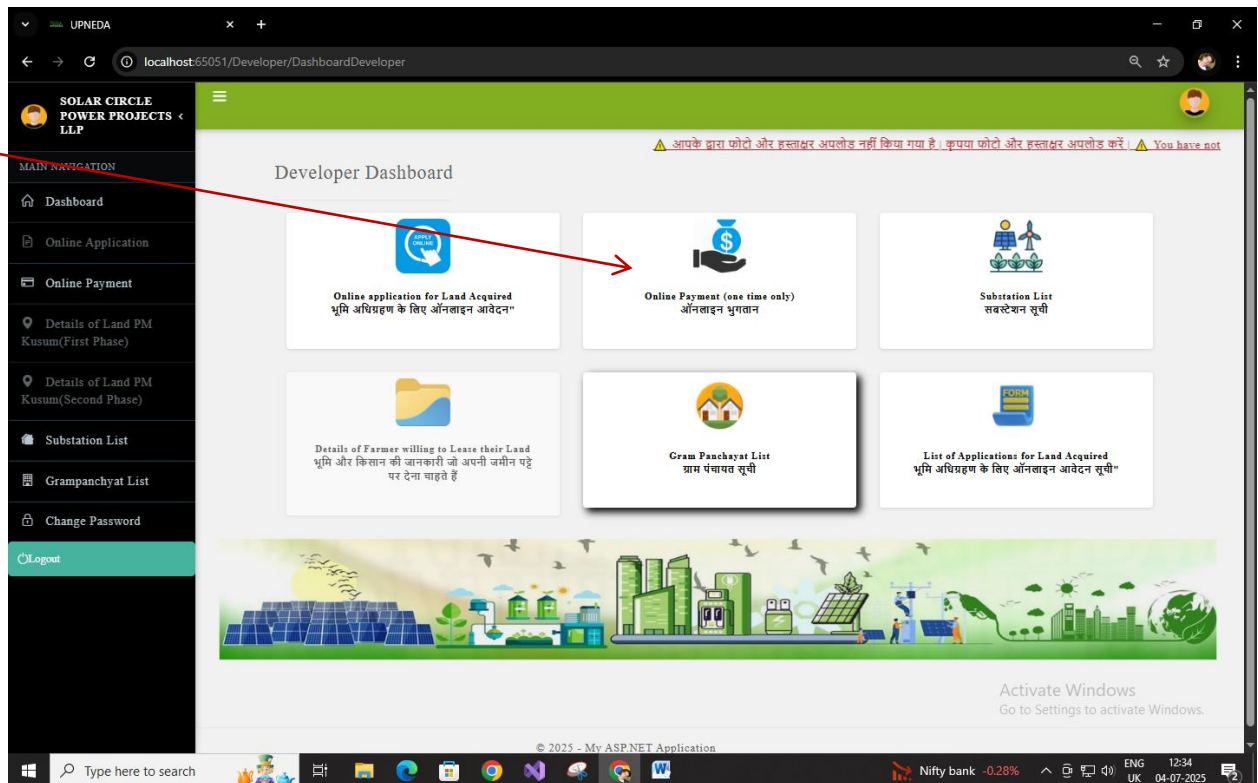 UPNEDA
localhost:65051/Developer/DashboardDeveloper
SOLAR CIRCLE
POWER PROJECTS
LLP
MAIN NAVIGATION
Dashboard
Online Application
Online Payment
Details of Land PM
Kusum(First Phase)
Details of Land PM
Kusum(Second Phase)
Substation List
Grampanchyat List
Change Password
Logout
⚠ आपके द्वारा फोटो और हस्ताक्षर अपलोड नहीं किया गया है | कृपया फोटो और हस्ताक्षर अपलोड करें | ⚠ You have not
Developer Dashboard
APPLY
ONLINE
Online application for Land Acquired
भूमि अधिग्रहण के लिए ऑनलाइन आवेदन"
$
Online Payment (one time only)
ऑनलाइन भुगतान
Substation List
सबस्टेशन सूची
Details of Farmer willing to Lease their Land
भूमि और किसान की जानकारी जो अपनी जमीन पट्टे
पर देना चाहते हैं
Gram Panchayat List
ग्राम पंचायत सूची
FORM
List of Applications for Land Acquired
भूमि अधिग्रहण के लिए ऑनलाइन आवेदन सूची"
Activate Windows
Go to Settings to activate Windows.
© 2025 - My ASP.NET Application
Type here to search
Nifty bank -0.28%
ENG
UK
12:34
04-07-2025